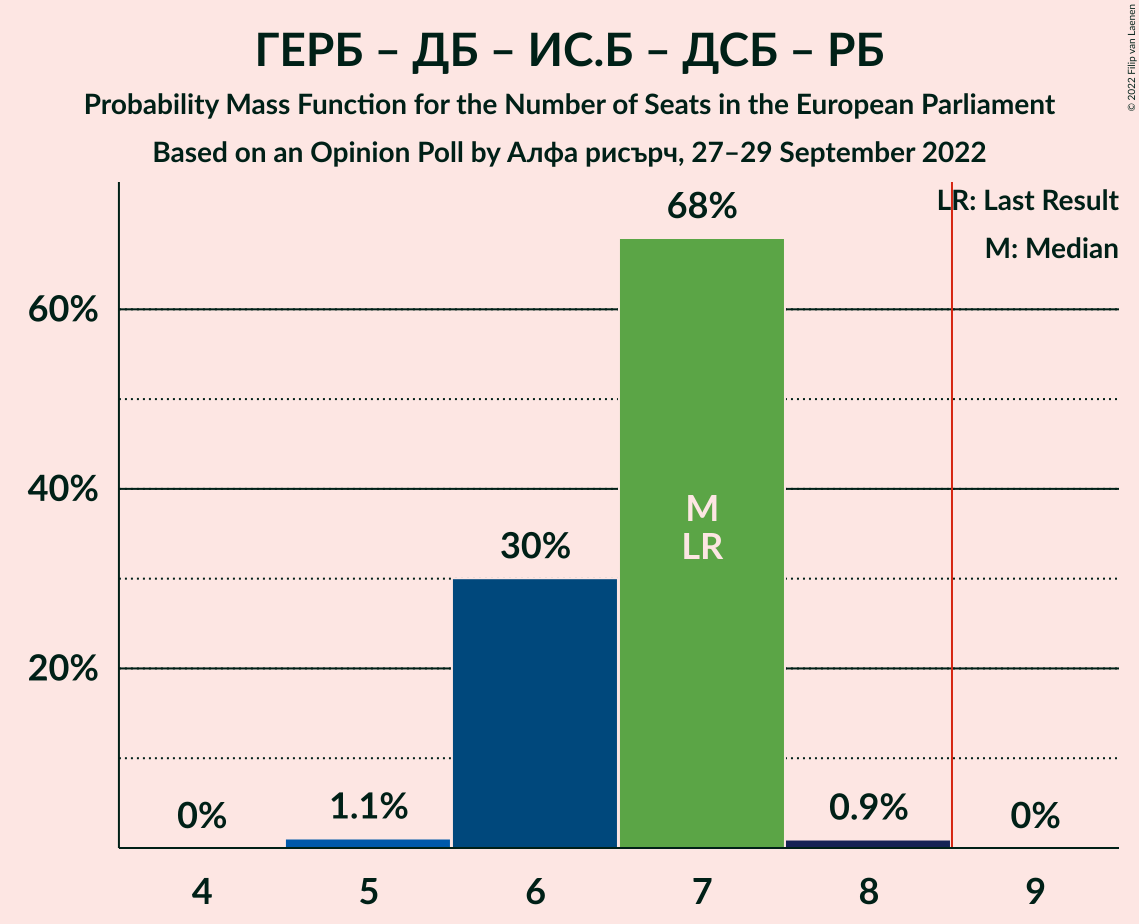 ГЕРБ – ДБ – ИС.Б – ДСБ – РБ
Probability Mass Function for the Number of Seats in the European Parliament
Based on an Opinion Poll by Алфа рисърч, 27–29 September 2022
© 2022 Filip van Laenen
LR: Last Result
M: Median
68%
60%
40%
M
LR
30%
20%
0%
1.1%
0.9%
0%
4
5
6
7
8
9